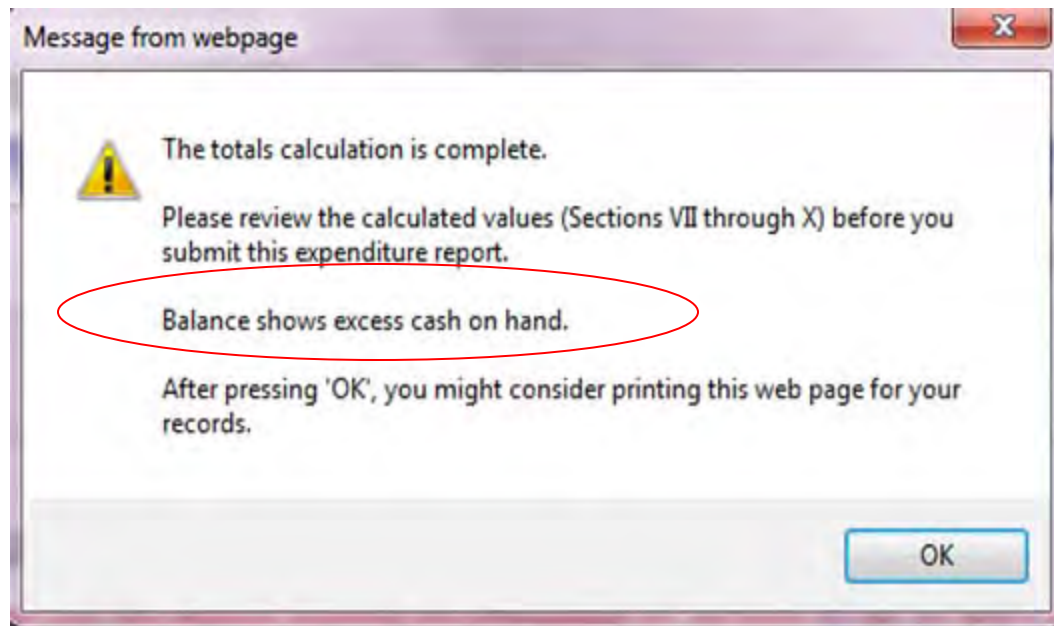 Message from webpage
The totals calculation is complete.
Please review the calculated values (Sections VII through X) before you
submit this expenditure report.
Balance shows excess cash on hand.
After pressing 'OK', you might consider printing this web page for your
records.
OK